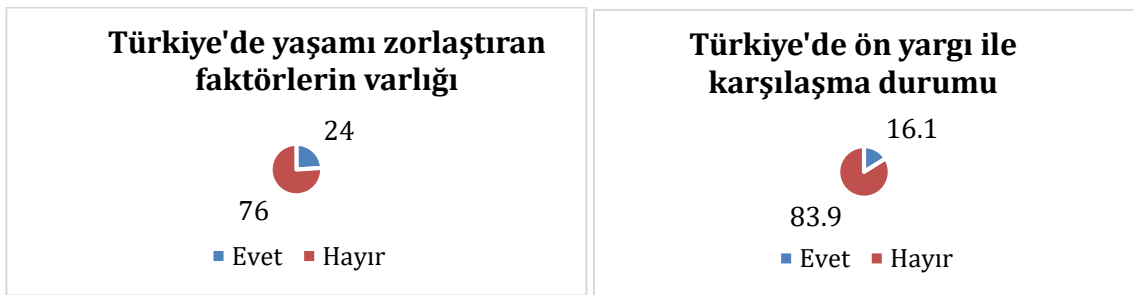 Türkiye'de yaşamı zorlaştıran
faktörlerin varlığı
24
76
Evet Hayır
Türkiye'de ön yargı ile
karşılaşma durumu
16.1
83.9
Evet Hayır